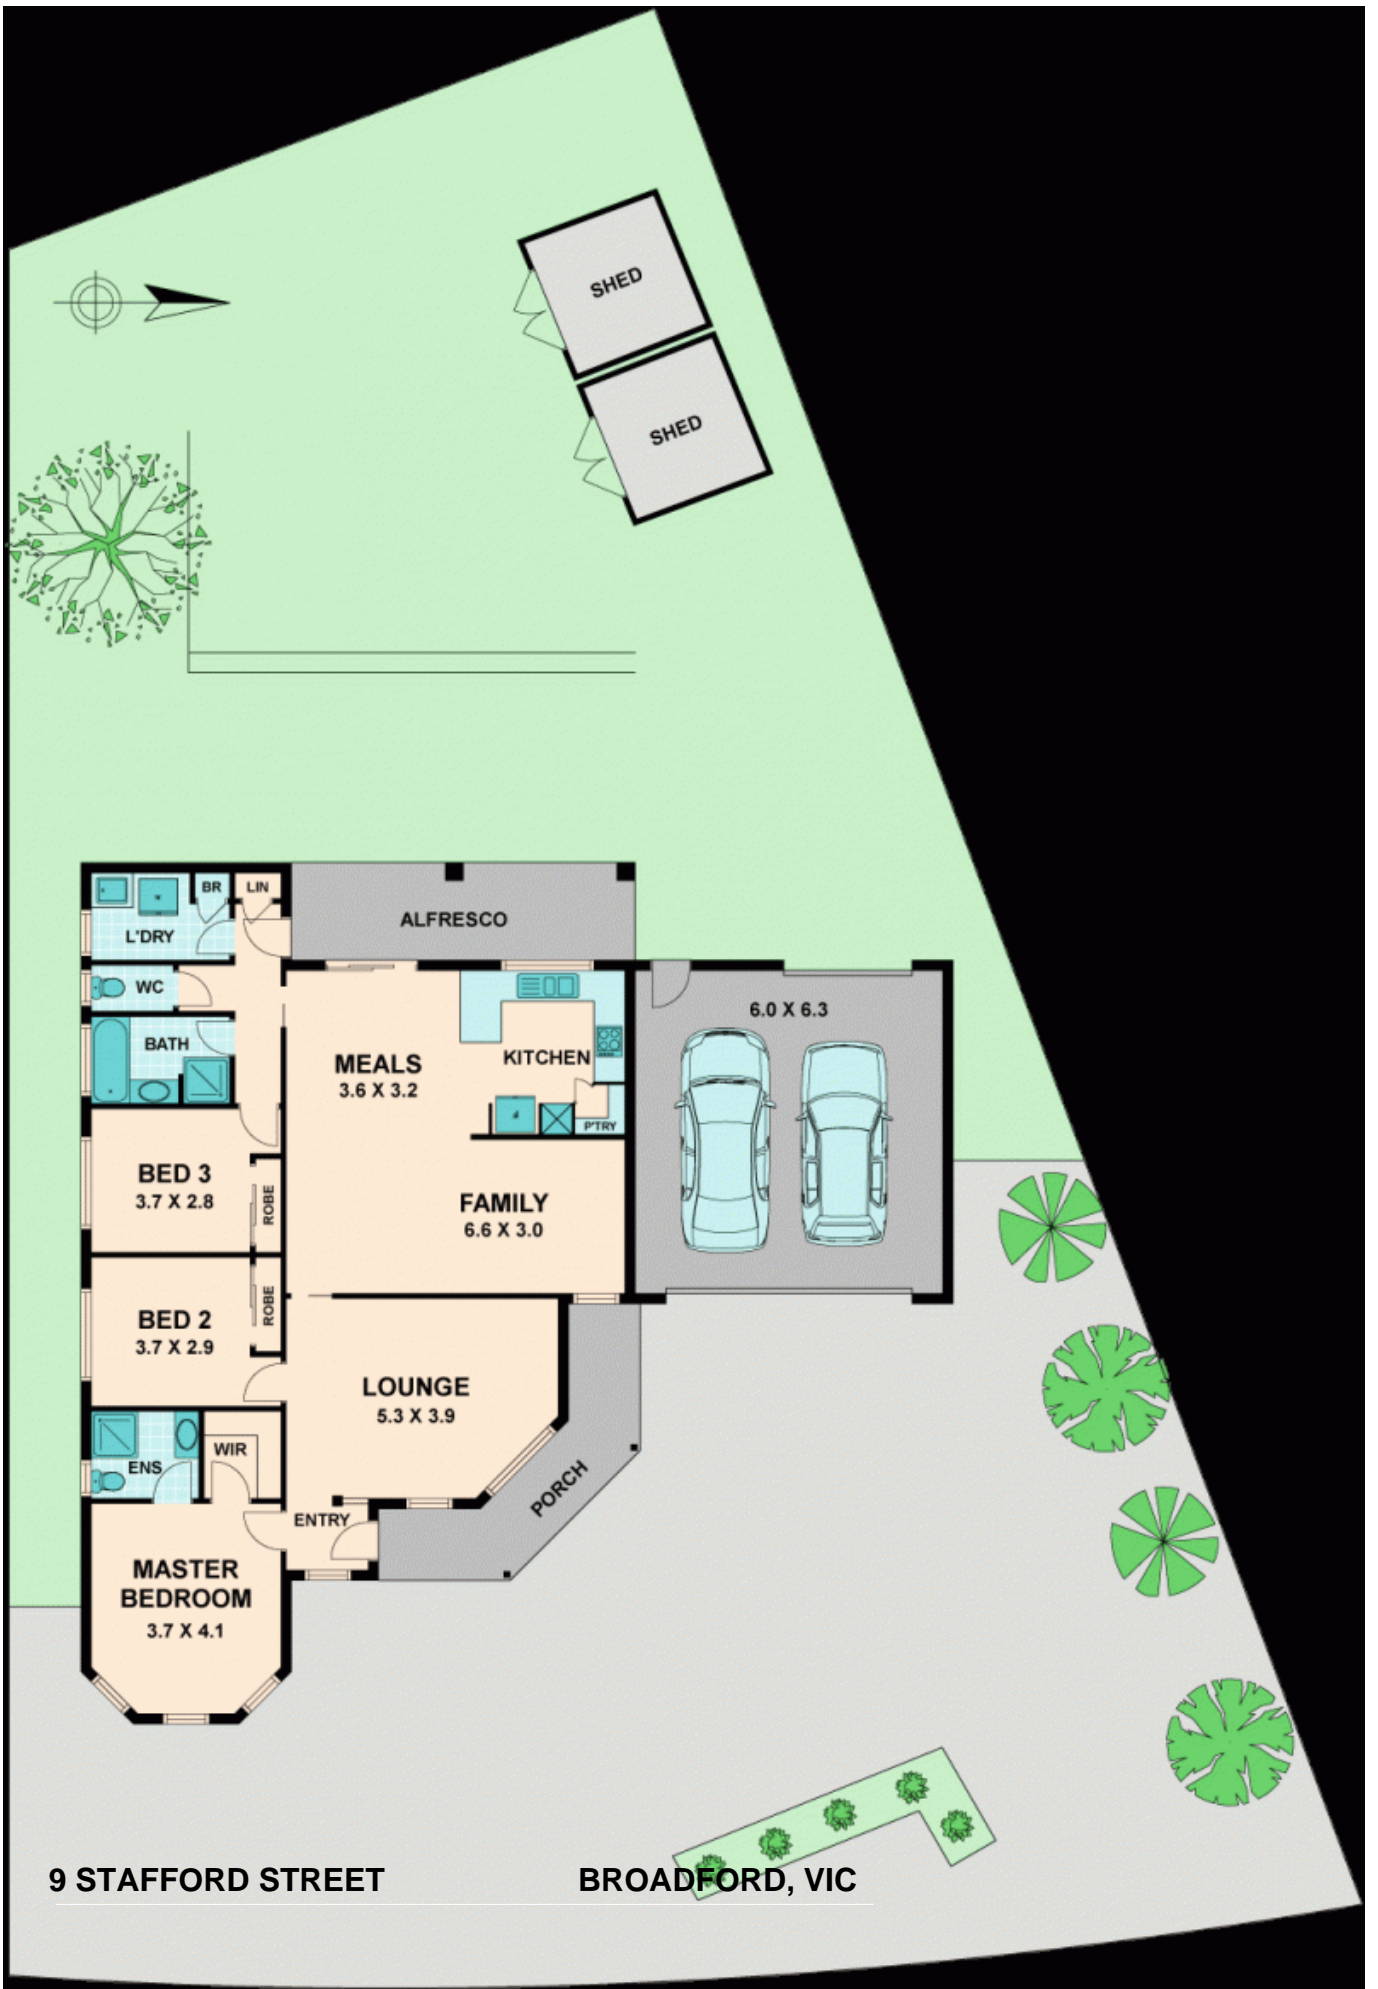 SHED
SHED
BR
LIN
L'DRY
ALFRESCO
WC
BATH
6.0 X 6.3
MEALS
3.6 X 3.2
KITCHEN
P'TRY
BED 3
3.7 X 2.8
ROBE
FAMILY
6.6 X 3.0
BED 2
3.7 X 2.9
ROBE
LOUNGE
5.3 X 3.9
WIR
ENS
PORCH
ENTRY
MASTER
BEDROOM
3.7 X 4.1
9 STAFFORD STREET
BROADFORD, VIC